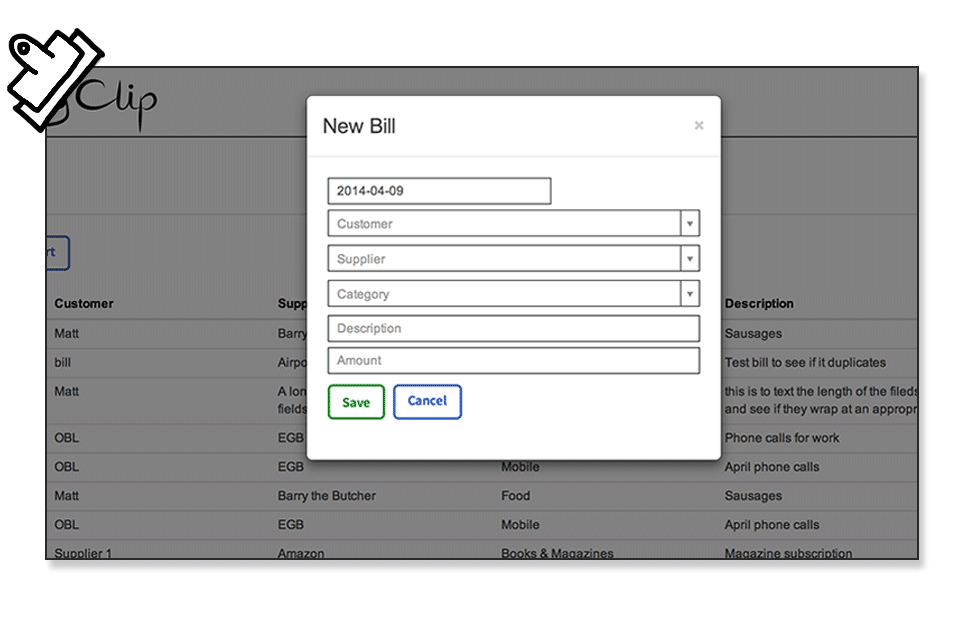 Clip
New Bill
×
2014-04-09
Customer
Supplier
Category
Description
Amount
Save
Cancel
rt
Customer Supp Description
Matt Barry Sausages
bill Airpo Test bill to see if it duplicates
Matt A lon this is to text the length of the fileds
fields and see if they wrap at an appropr
OBL EGB Phone calls for work
OBL EGB Mobile April phone calls
Matt Barry the Butcher Food Sausages
OBL EGB Mobile April phone calls
Supplier 1 Amazon Books & Magazines Magazine subscription